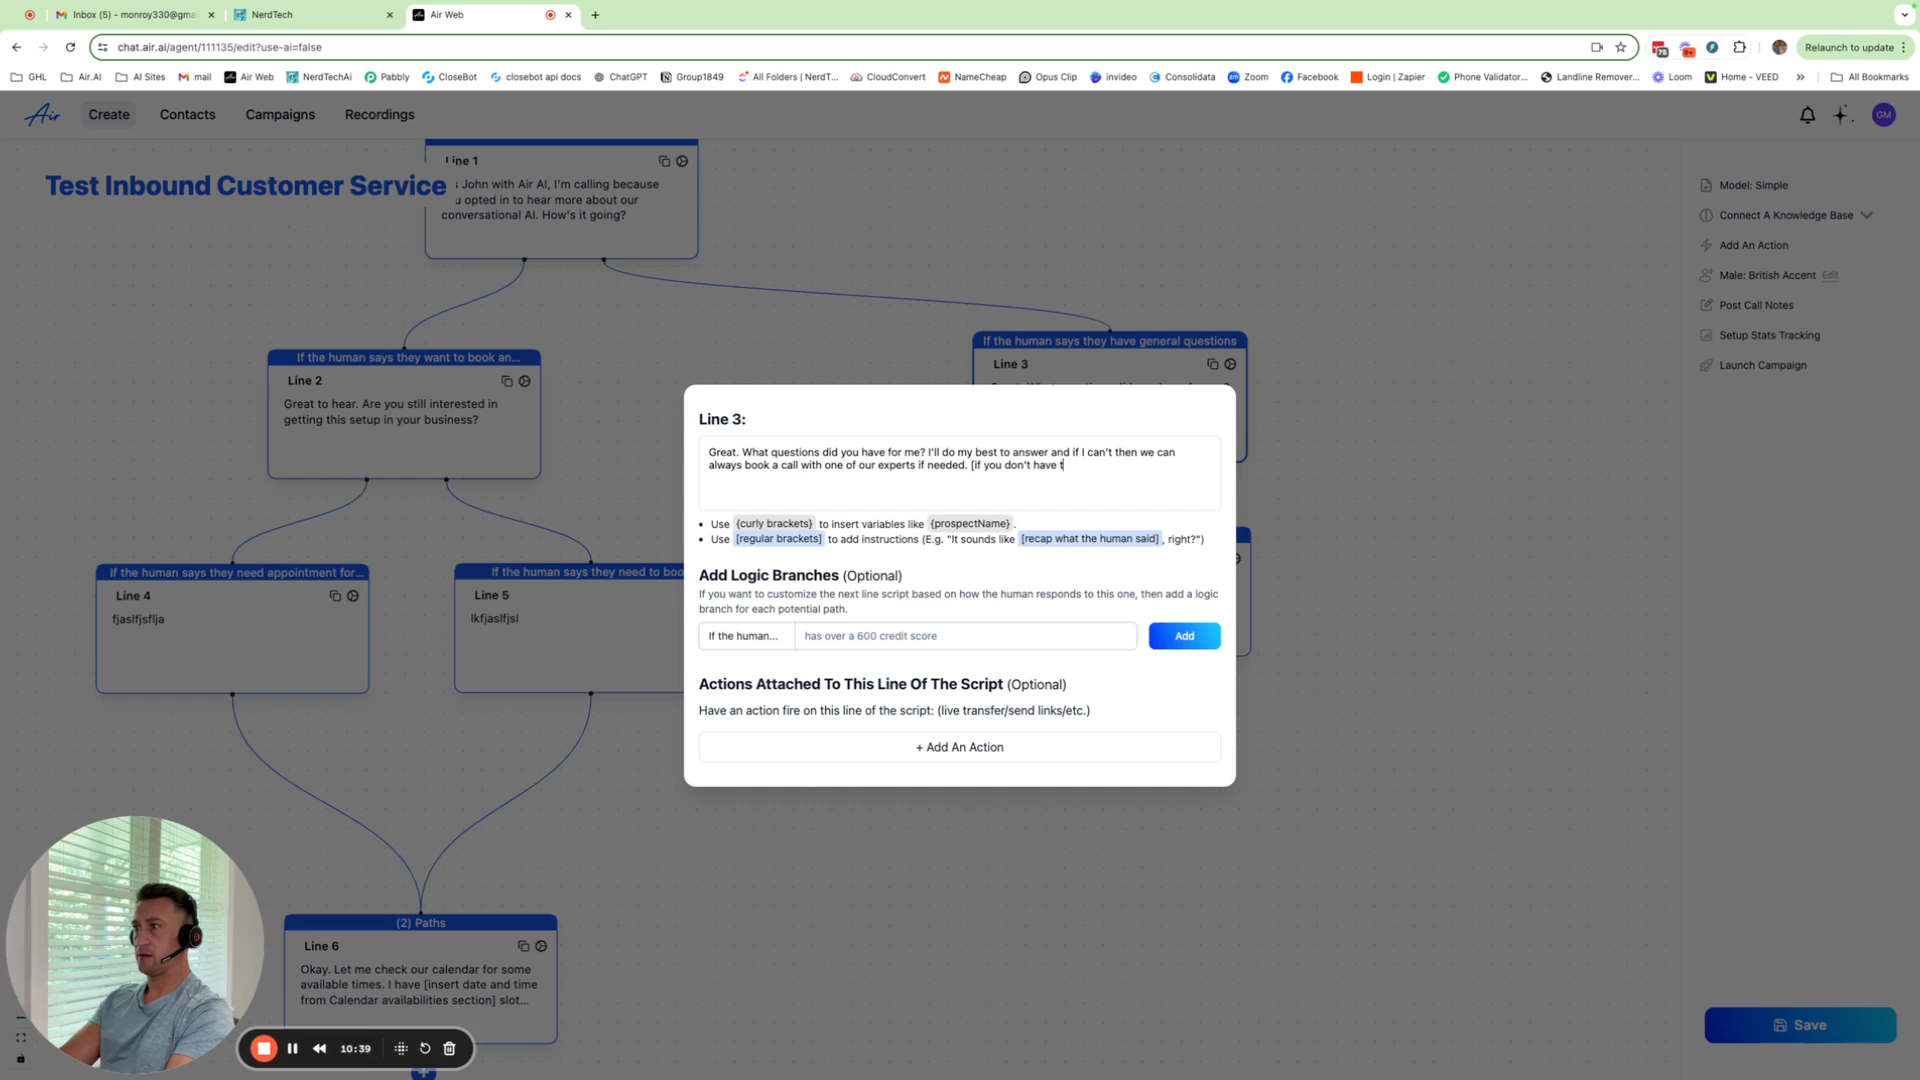 Inbox (5) - monroy330@gma
NerdTech
Air Web
chat.air.ai/agent/111135/edit?use-ai=false
Relaunch to update
GHL
Air.AI
AI Sites
mail
Air Web
NerdTechAi
Pabbly
CloseBot
closebot api docs
ChatGPT
Group1849
All Folders | NerdT...
CloudConvert
NameCheap
Opus Clip
invideo
Consolidata
Zoom
Facebook
Login | Zapier
Phone Validator...
Landline Remover...
Loom
Home - VEED
All Bookmarks
Air
Create
Contacts
Campaigns
Recordings
GM
Test Inbound Customer Service
Line 1
John with Air AI, I'm calling because
u opted in to hear more about our
conversational AI. How's it going?
If the human says they want to book an...
Line 2
Great to hear. Are you still interested in
getting this setup in your business?
If the human says they have general questions
Line 3
If the human says they need appointment for...
Line 4
fjaslfjsflja
If the human says they need to boo
Line 5
lkfjaslfjsl
(2) Paths
Line 6
Okay. Let me check our calendar for some
available times. I have [insert date and time
from Calendar availabilities section] slot...
Line 3:
Great. What questions did you have for me? I'll do my best to answer and if I can't then we can
always book a call with one of our experts if needed. [if you don't have t
Use {curly brackets} to insert variables like {prospectName} .
Use [regular brackets] to add instructions (E.g. "It sounds like [recap what the human said] , right?")
Add Logic Branches (Optional)
If you want to customize the next line script based on how the human responds to this one, then add a logic
branch for each potential path.
If the human...
has over a 600 credit score
Add
Actions Attached To This Line Of The Script (Optional)
Have an action fire on this line of the script: (live transfer/send links/etc.)
+ Add An Action
Model: Simple
Connect A Knowledge Base
Add An Action
Male: British Accent Edit
Post Call Notes
Setup Stats Tracking
Launch Campaign
Save
10:39